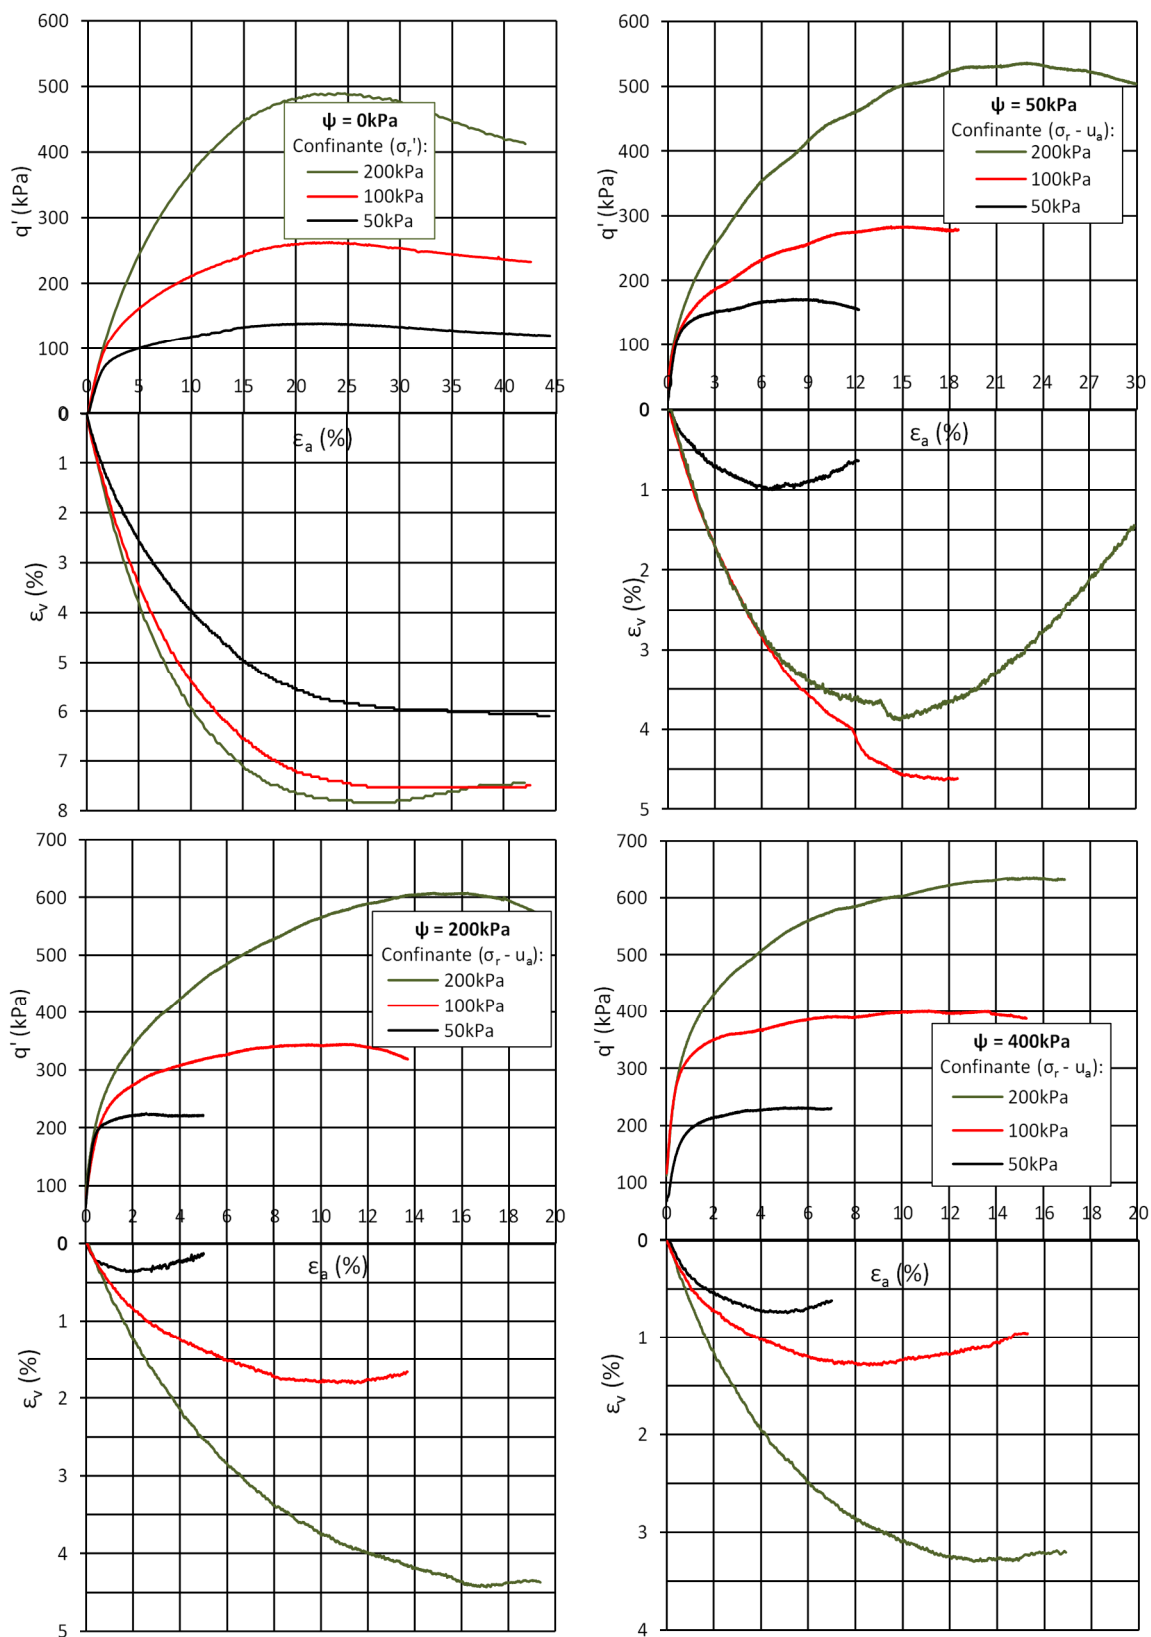 600
500
400
300
200
100
0
q' (kPa)
ψ = 0kPa
Confinante (σr'):
200kPa
100kPa
50kPa
0 5 10 15 20 25 30 35 40 45
εa (%)
0
1
2
3
4
5
6
7
8
εv (%)
600
500
400
300
200
100
0
q' (kPa)
ψ = 50kPa
Confinante (σr - ua):
200kPa
100kPa
50kPa
0 3 6 9 12 15 18 21 24 27 30
εa (%)
0
1
2
3
4
5
εv (%)
700
600
500
400
300
200
100
0
q' (kPa)
ψ = 200kPa
Confinante (σr - ua):
200kPa
100kPa
50kPa
0 2 4 6 8 10 12 14 16 18 20
εa (%)
0
1
2
3
4
5
εv (%)
700
600
500
400
300
200
100
0
q' (kPa)
ψ = 400kPa
Confinante (σr - ua):
200kPa
100kPa
50kPa
0 2 4 6 8 10 12 14 16 18 20
εa (%)
0
1
2
3
4
εv (%)